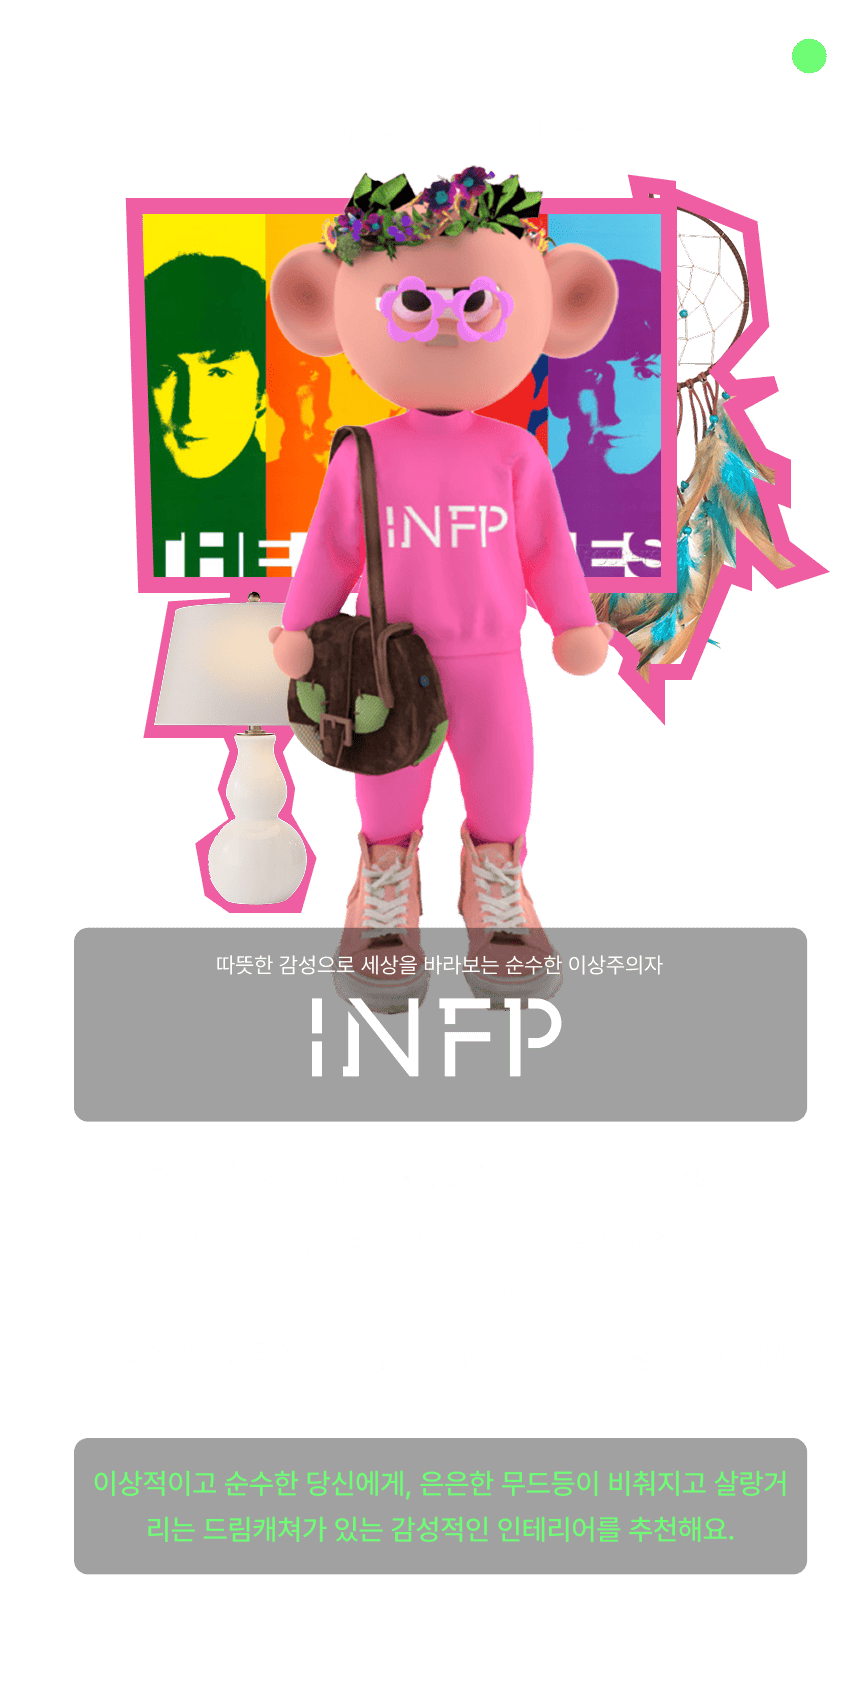 THE ES
INFP
따뜻한 감성으로 세상을 바라보는 순수한 이상주의자
INFP
이상적이고 순수한 당신에게, 은은한 무드등이 비춰지고 살랑거
리는 드림캐쳐가 있는 감성적인 인테리어를 추천해요.